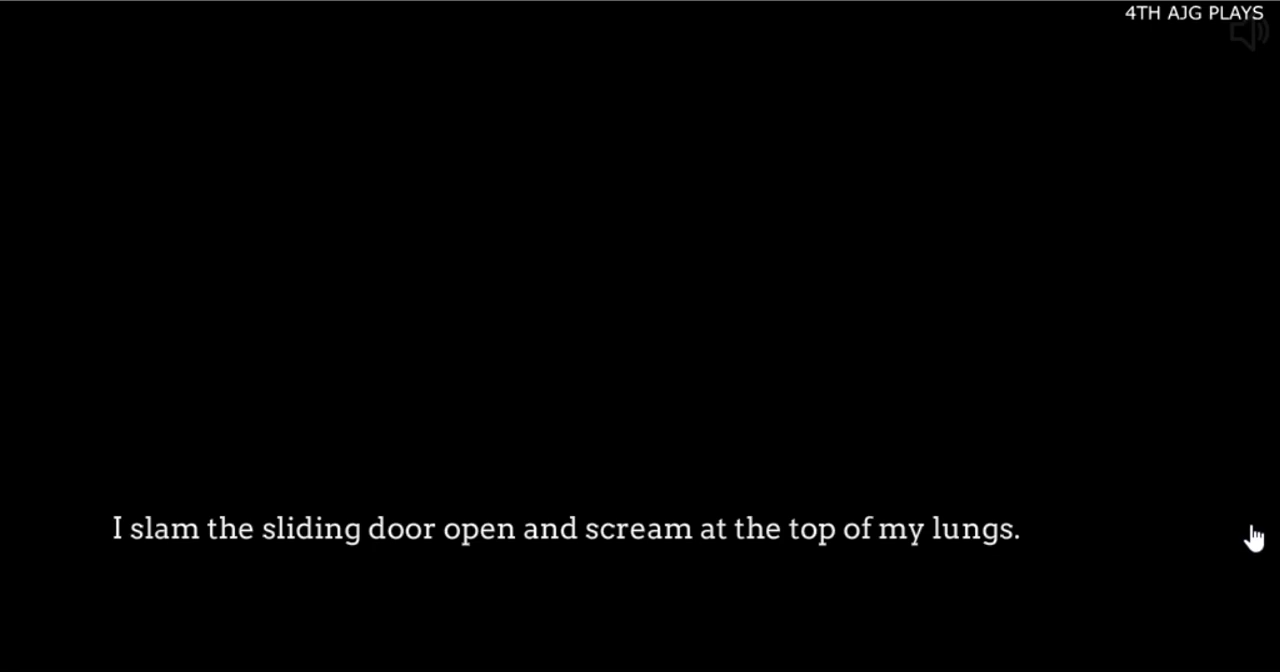 4TH AJG PLAYS
I slam the sliding door open and scream at the top of my lungs.